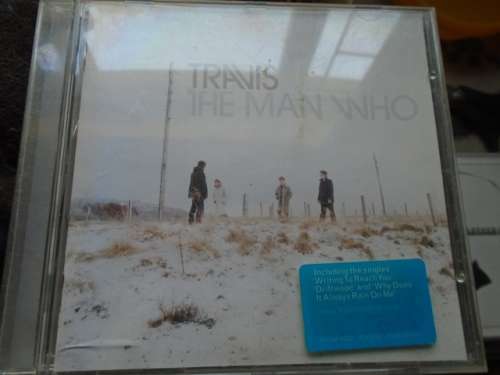 TRAVIS
THE MAN WHO
Including the singles
'Writing To Reach You'
'Driftwood' and 'Why Does
It Always Rain On Me'